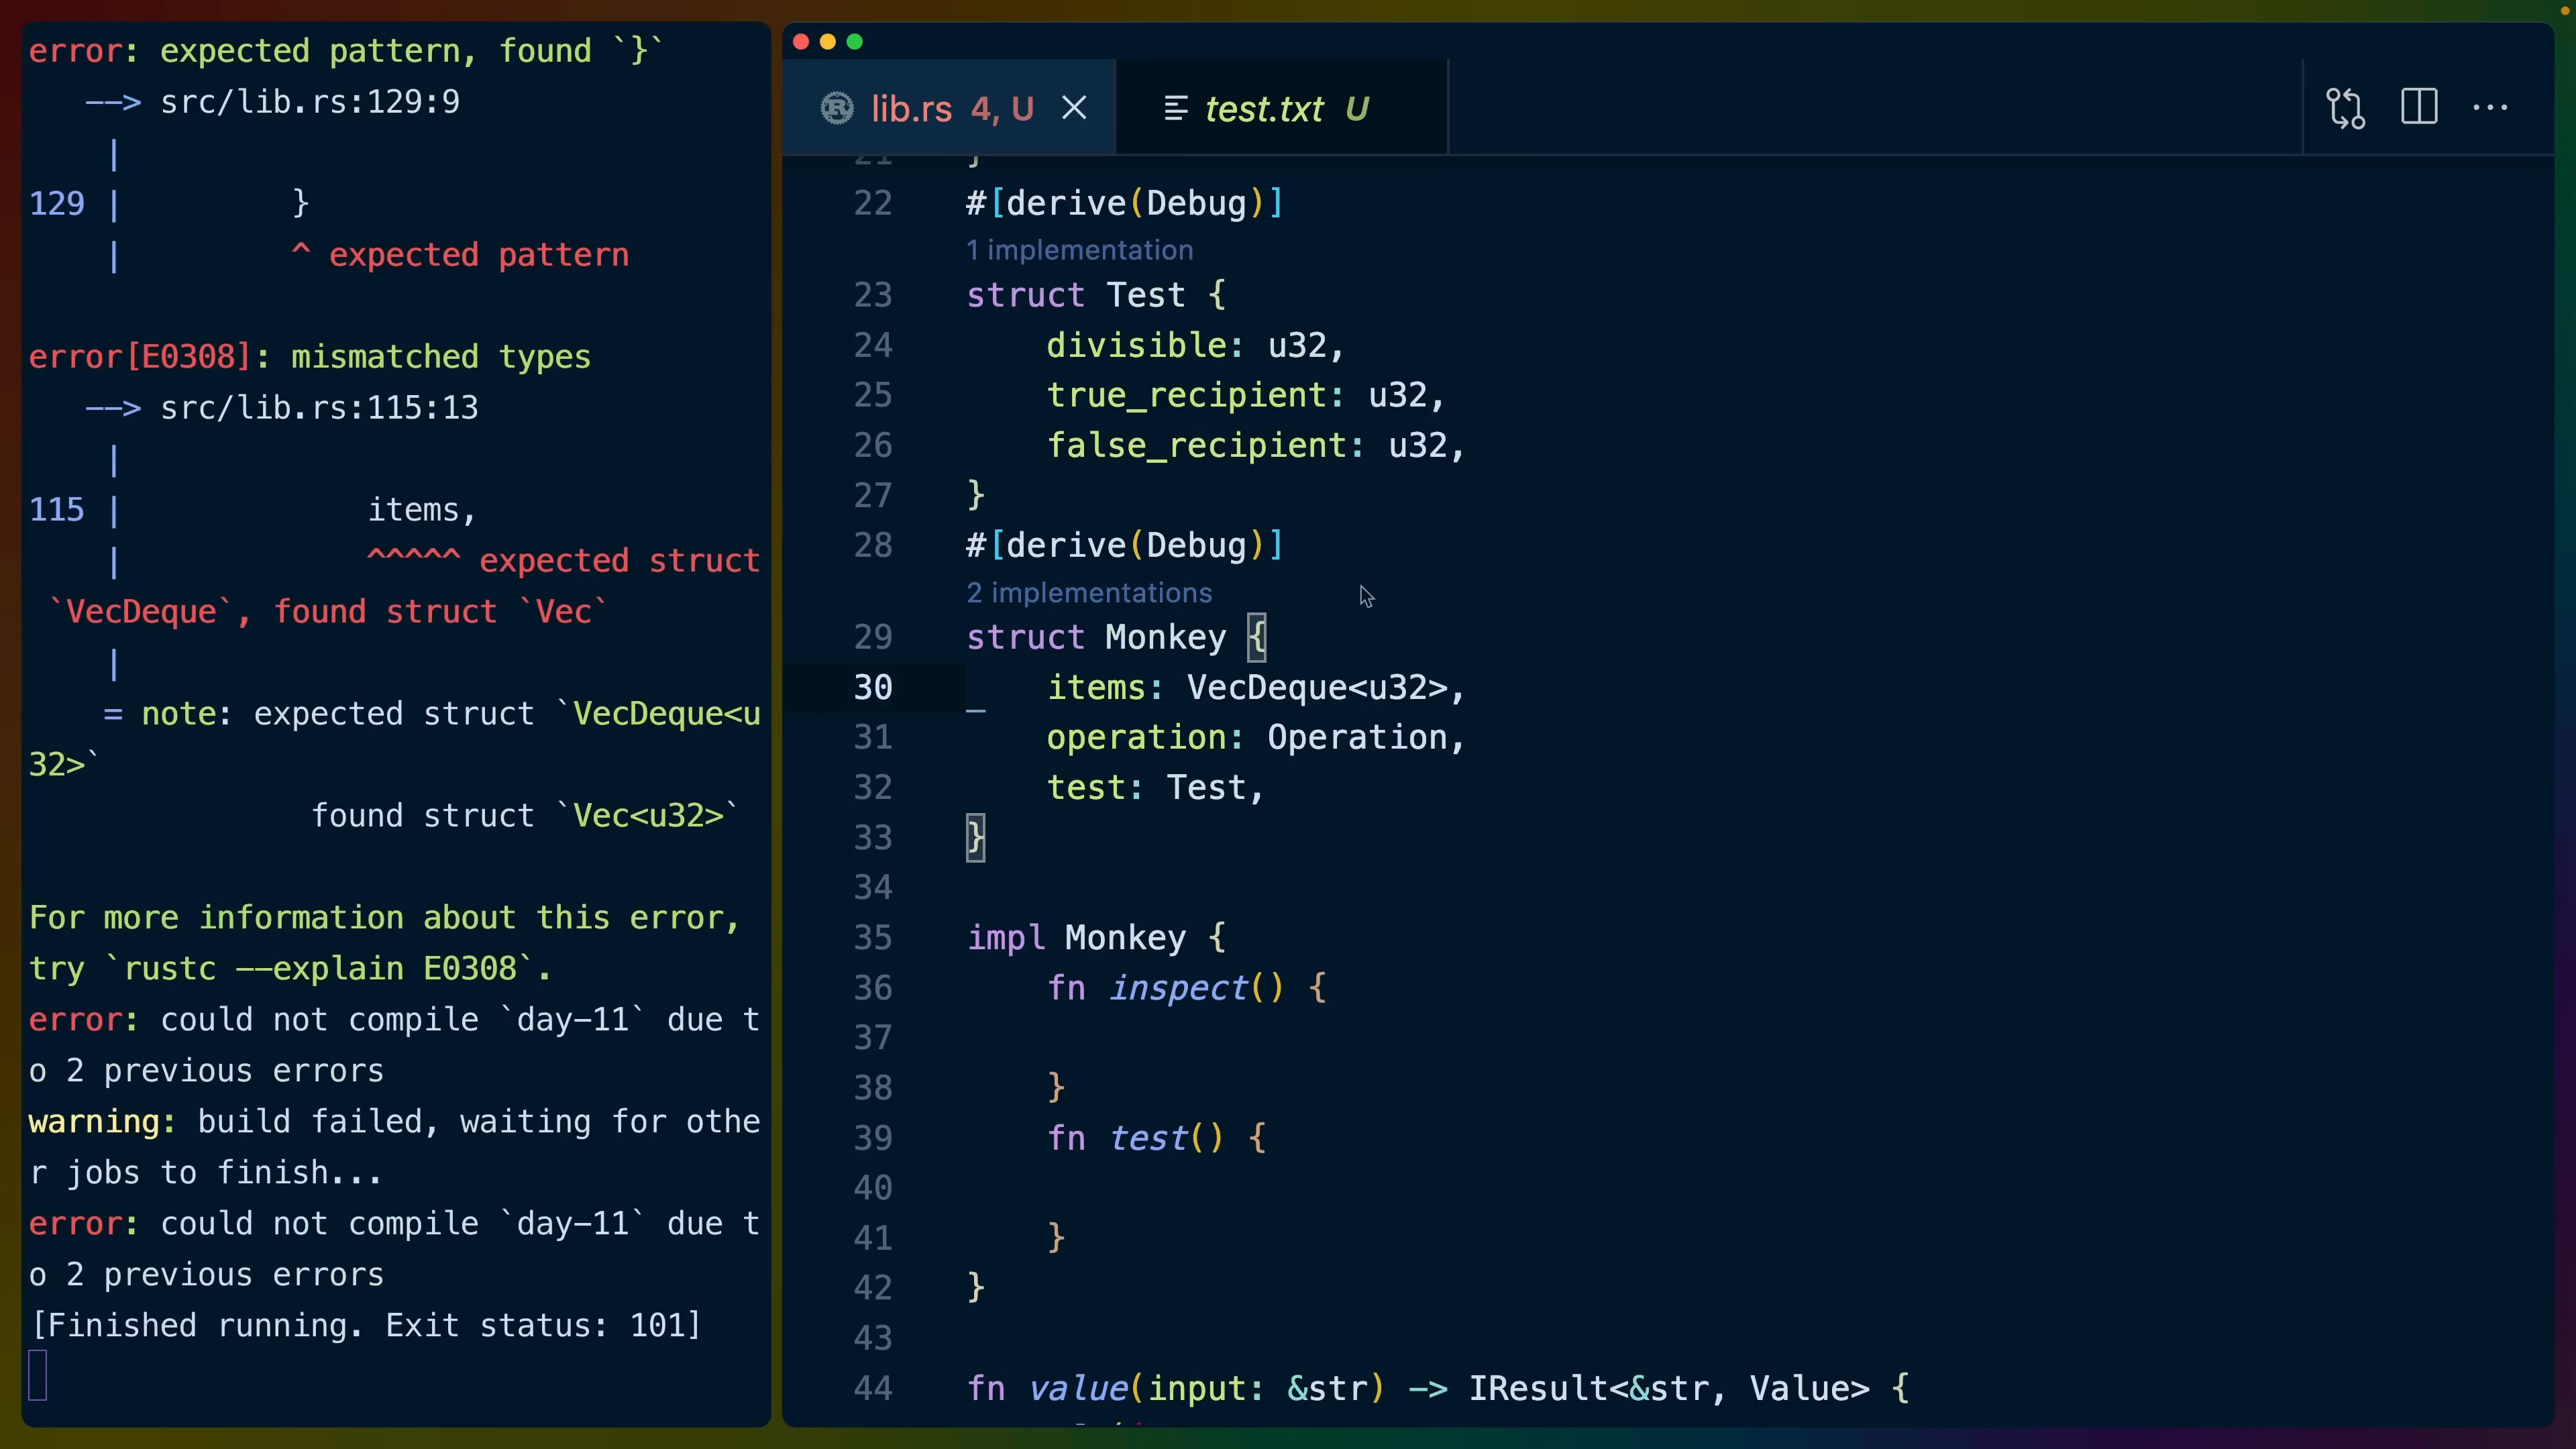 error: expected pattern, found `}`
--> src/lib.rs:129:9
|
129 | }
| ^ expected pattern
error[E0308]: mismatched types
--> src/lib.rs:115:13
|
115 | items,
| ^^^^^ expected struct
`VecDeque`, found struct `Vec`
|
= note: expected struct `VecDeque<u
32>`
found struct `Vec<u32>`
For more information about this error,
try `rustc --explain E0308`.
error: could not compile `day-11` due t
o 2 previous errors
warning: build failed, waiting for othe
r jobs to finish...
error: could not compile `day-11` due t
o 2 previous errors
[Finished running. Exit status: 101]
lib.rs 4, U
test.txt U
21 }
22 #[derive(Debug)]
1 implementation
23 struct Test {
24 divisible: u32,
25 true_recipient: u32,
26 false_recipient: u32,
27 }
28 #[derive(Debug)]
2 implementations
29 struct Monkey {
30 items: VecDeque<u32>,
31 operation: Operation,
32 test: Test,
33 }
34
35 impl Monkey {
36 fn inspect() {
37
38 }
39 fn test() {
40
41 }
42 }
43
44 fn value(input: &str) -> IResult<&str, Value> {